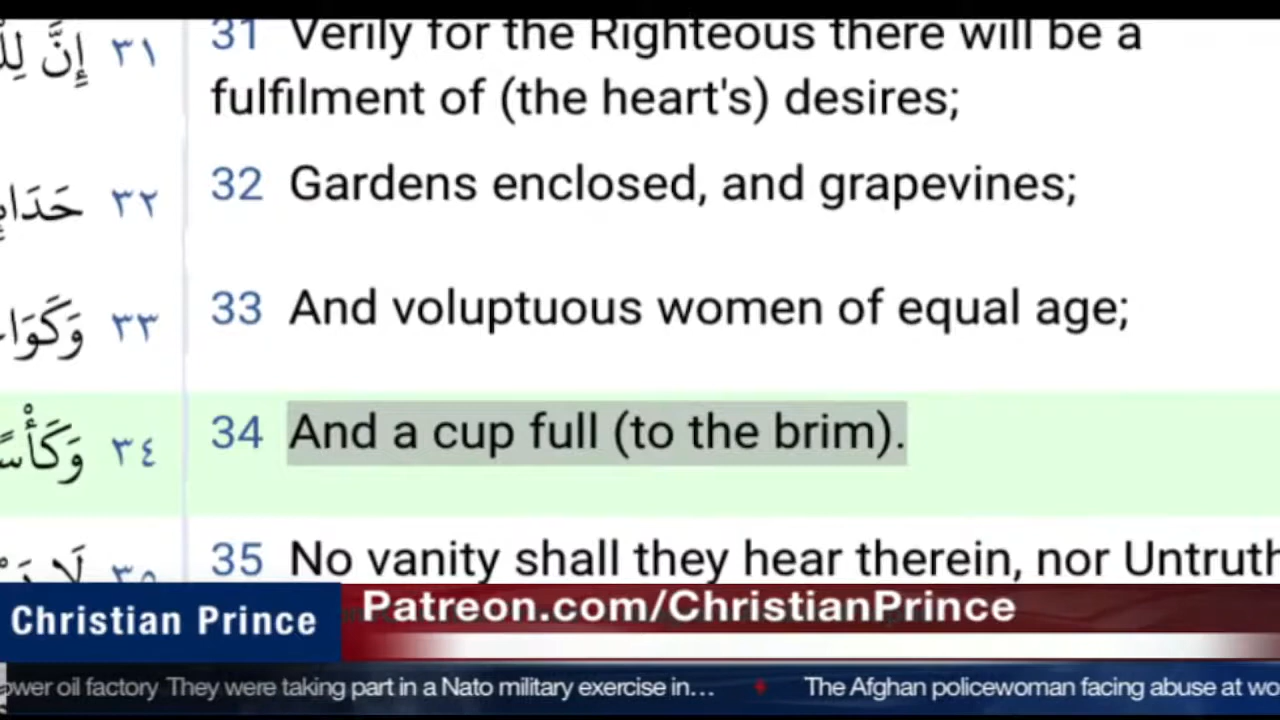 إِنَّ ٣١ 31 Verily for the Righteous there will be a
fulfilment of (the heart's) desires;
٣٢ 32 Gardens enclosed, and grapevines;
٣٣ 33 And voluptuous women of equal age;
٣٤ 34 And a cup full (to the brim).
٣٥ 35 No vanity shall they hear therein, nor Untruth
Christian Prince
Patreon.com/ChristianPrince
ower oil factory They were taking part in a Nato military exercise in... The Afghan policewoman facing abuse at wo